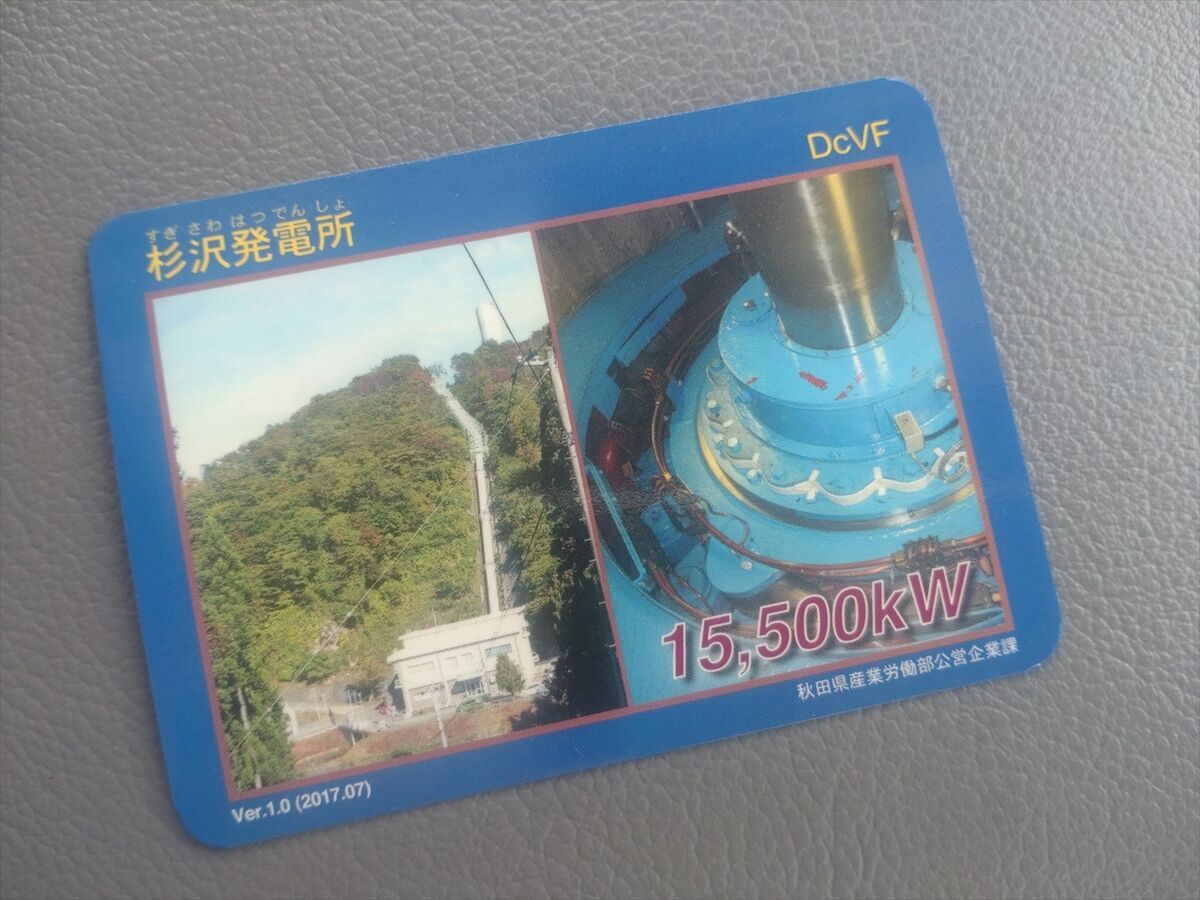 すぎさわはつでんしょ
杉沢発電所
DcVF
15,500kW
秋田県産業労働部公営企業課
Ver.1.0 (2017.07)